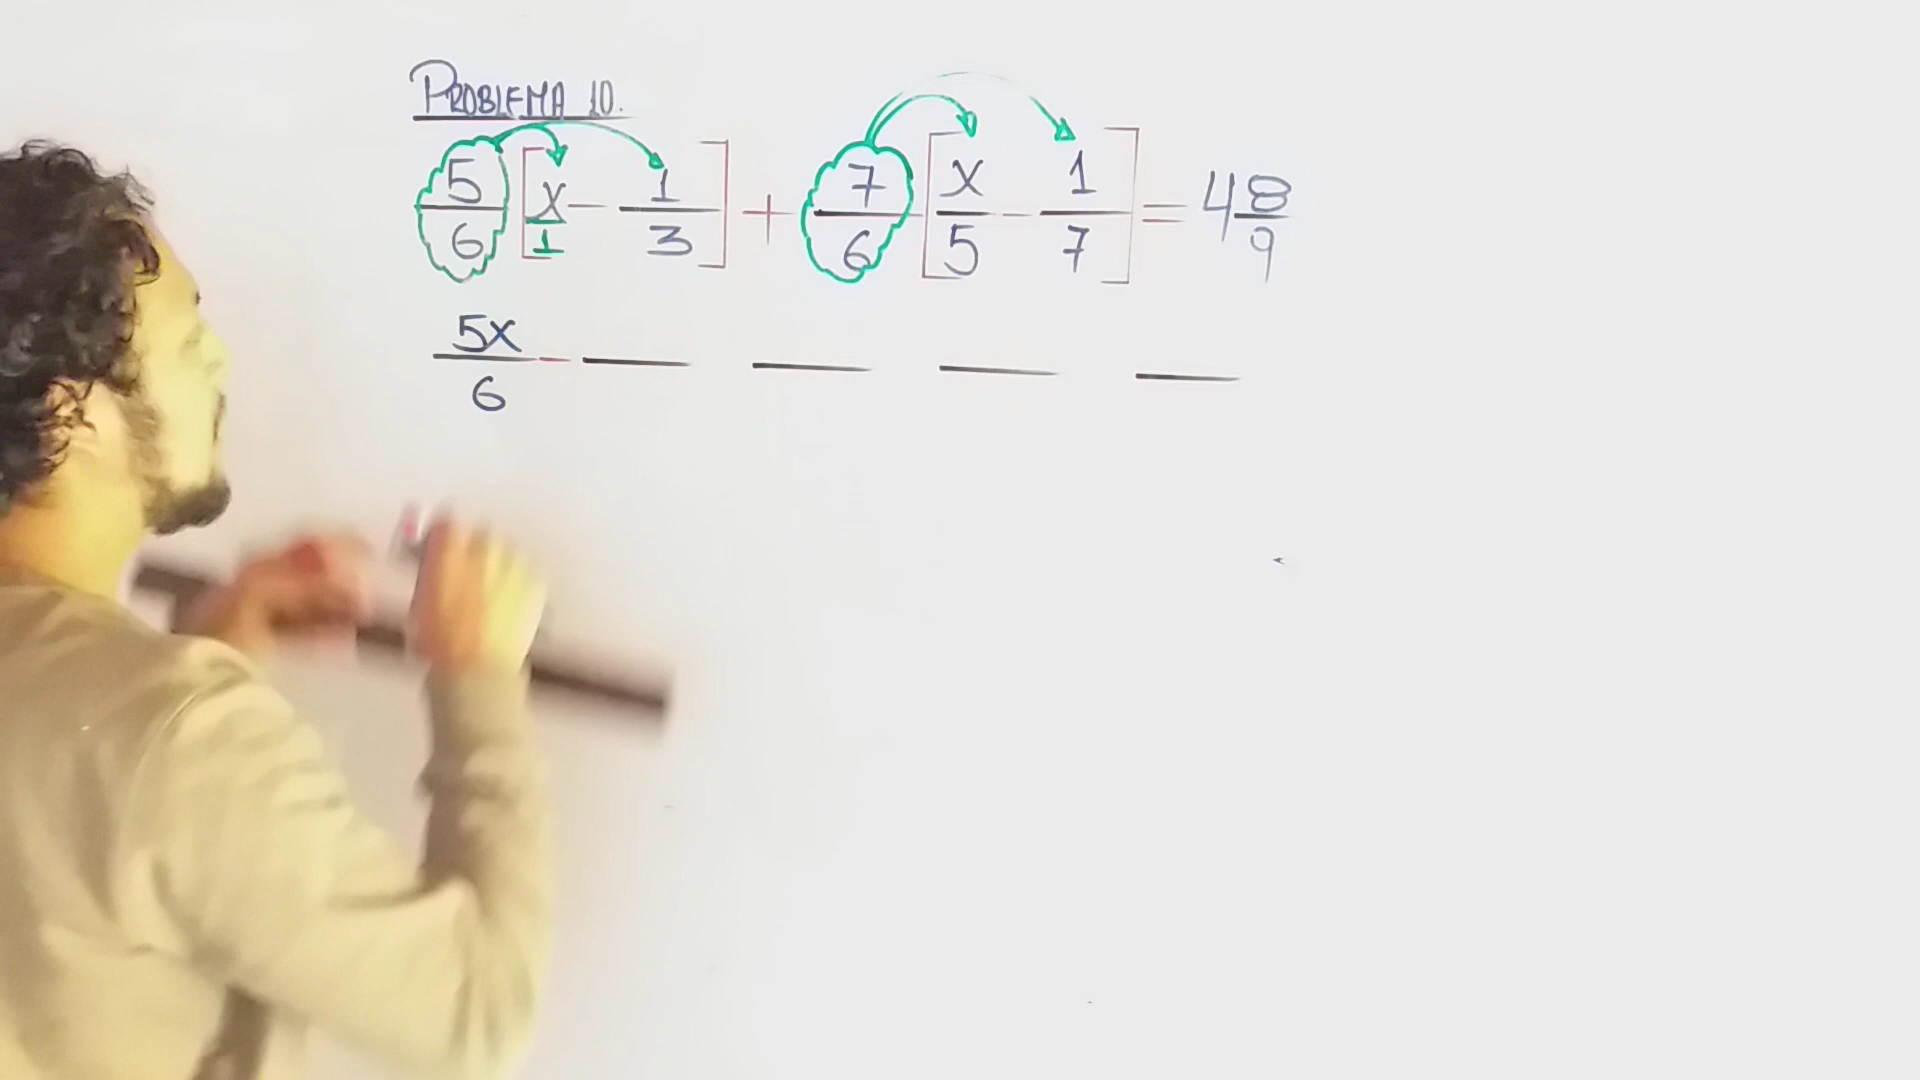 PROBLEMA 10.
5/6 [x/1 - 1/3] + 7/6 [x/5 - 1/7] = 4 8/9
5x/6 -